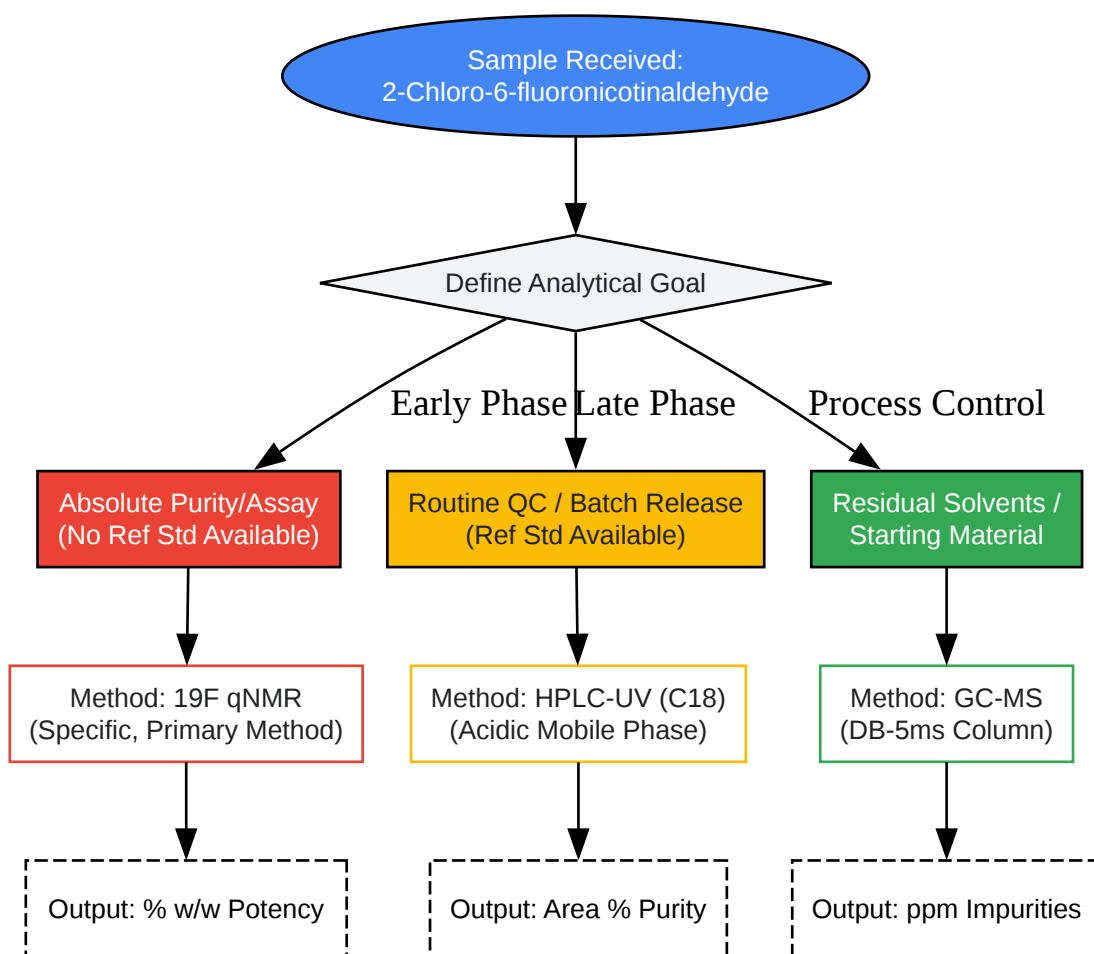 Sample Received:
2-Chloro-6-fluoronicotinaldehyde
Define Analytical Goal
Early Phase
Late Phase
Process Control
Absolute Purity/Assay
(No Ref Std Available)
Routine QC / Batch Release
(Ref Std Available)
Residual Solvents /
Starting Material
Method: 19F qNMR
(Specific, Primary Method)
Method: HPLC-UV (C18)
(Acidic Mobile Phase)
Method: GC-MS
(DB-5ms Column)
Output: % w/w Potency
Output: Area % Purity
Output: ppm Impurities